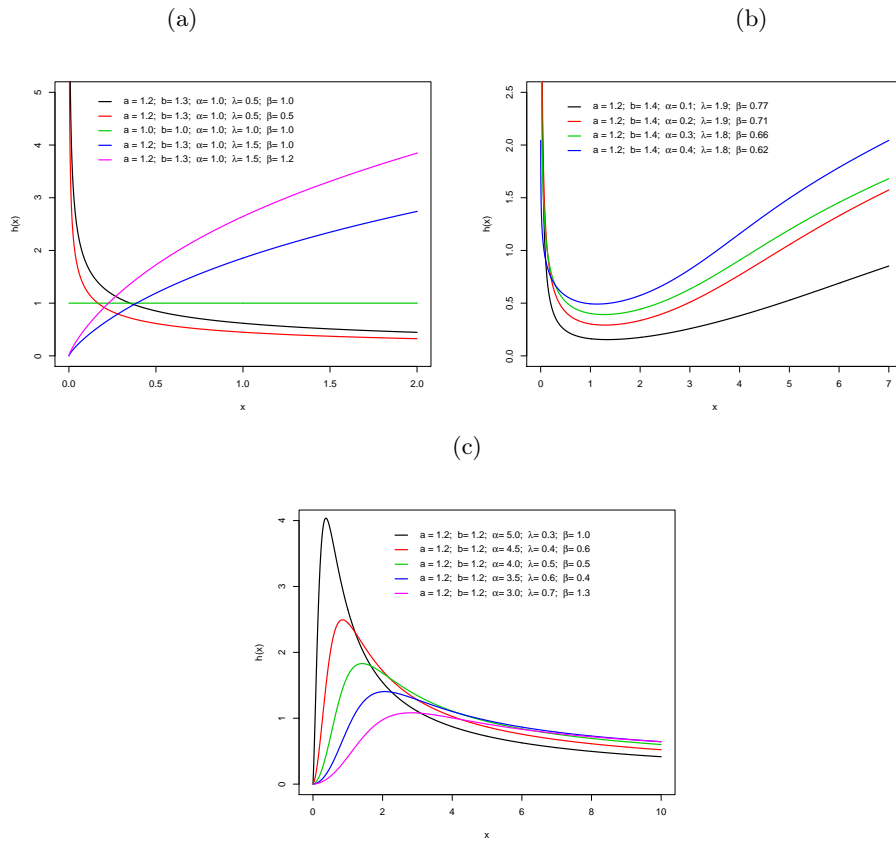 (a)
a = 1.2; b= 1.3; α= 1.0; λ= 0.5; β= 1.0
a = 1.2; b= 1.3; α= 1.0; λ= 0.5; β= 0.5
a = 1.0; b= 1.0; α= 1.0; λ= 1.0; β= 1.0
a = 1.2; b= 1.3; α= 1.0; λ= 1.5; β= 1.0
a = 1.2; b= 1.3; α= 1.0; λ= 1.5; β= 1.2
h(x)
5
4
3
2
1
0
0.0 0.5 1.0 1.5 2.0
x
(b)
a = 1.2; b= 1.4; α= 0.1; λ= 1.9; β= 0.77
a = 1.2; b= 1.4; α= 0.2; λ= 1.9; β= 0.71
a = 1.2; b= 1.4; α= 0.3; λ= 1.8; β= 0.66
a = 1.2; b= 1.4; α= 0.4; λ= 1.8; β= 0.62
h(x)
2.5
2.0
1.5
1.0
0.5
0.0
0 1 2 3 4 5 6 7
x
(c)
a = 1.2; b= 1.2; α= 5.0; λ= 0.3; β= 1.0
a = 1.2; b= 1.2; α= 4.5; λ= 0.4; β= 0.6
a = 1.2; b= 1.2; α= 4.0; λ= 0.5; β= 0.5
a = 1.2; b= 1.2; α= 3.5; λ= 0.6; β= 0.4
a = 1.2; b= 1.2; α= 3.0; λ= 0.7; β= 1.3
h(x)
4
3
2
1
0
0 2 4 6 8 10
x